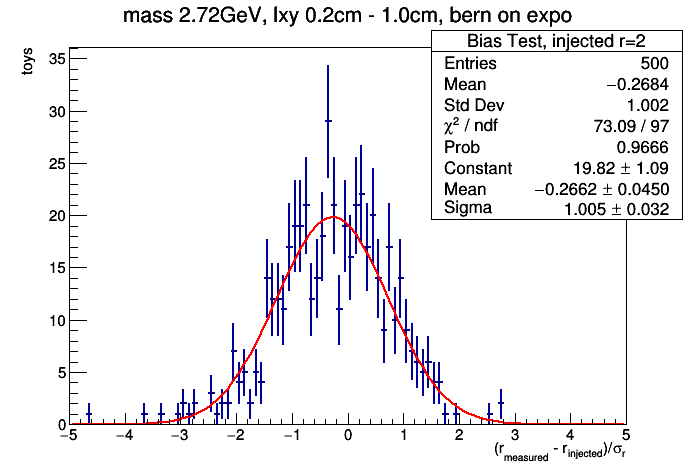 mass 2.72GeV, lxy 0.2cm - 1.0cm, bern on expo
Bias Test, injected r=2
Entries 500
Mean −0.2684
Std Dev 1.002
χ² / ndf 73.09 / 97
Prob 0.9666
Constant 19.82 ± 1.09
Mean −0.2662 ± 0.0450
Sigma 1.005 ± 0.032
toys
35
30
25
20
15
10
5
0
−5 −4 −3 −2 −1 0 1 2 3 4 5
(r_measured - r_injected)/σ_r